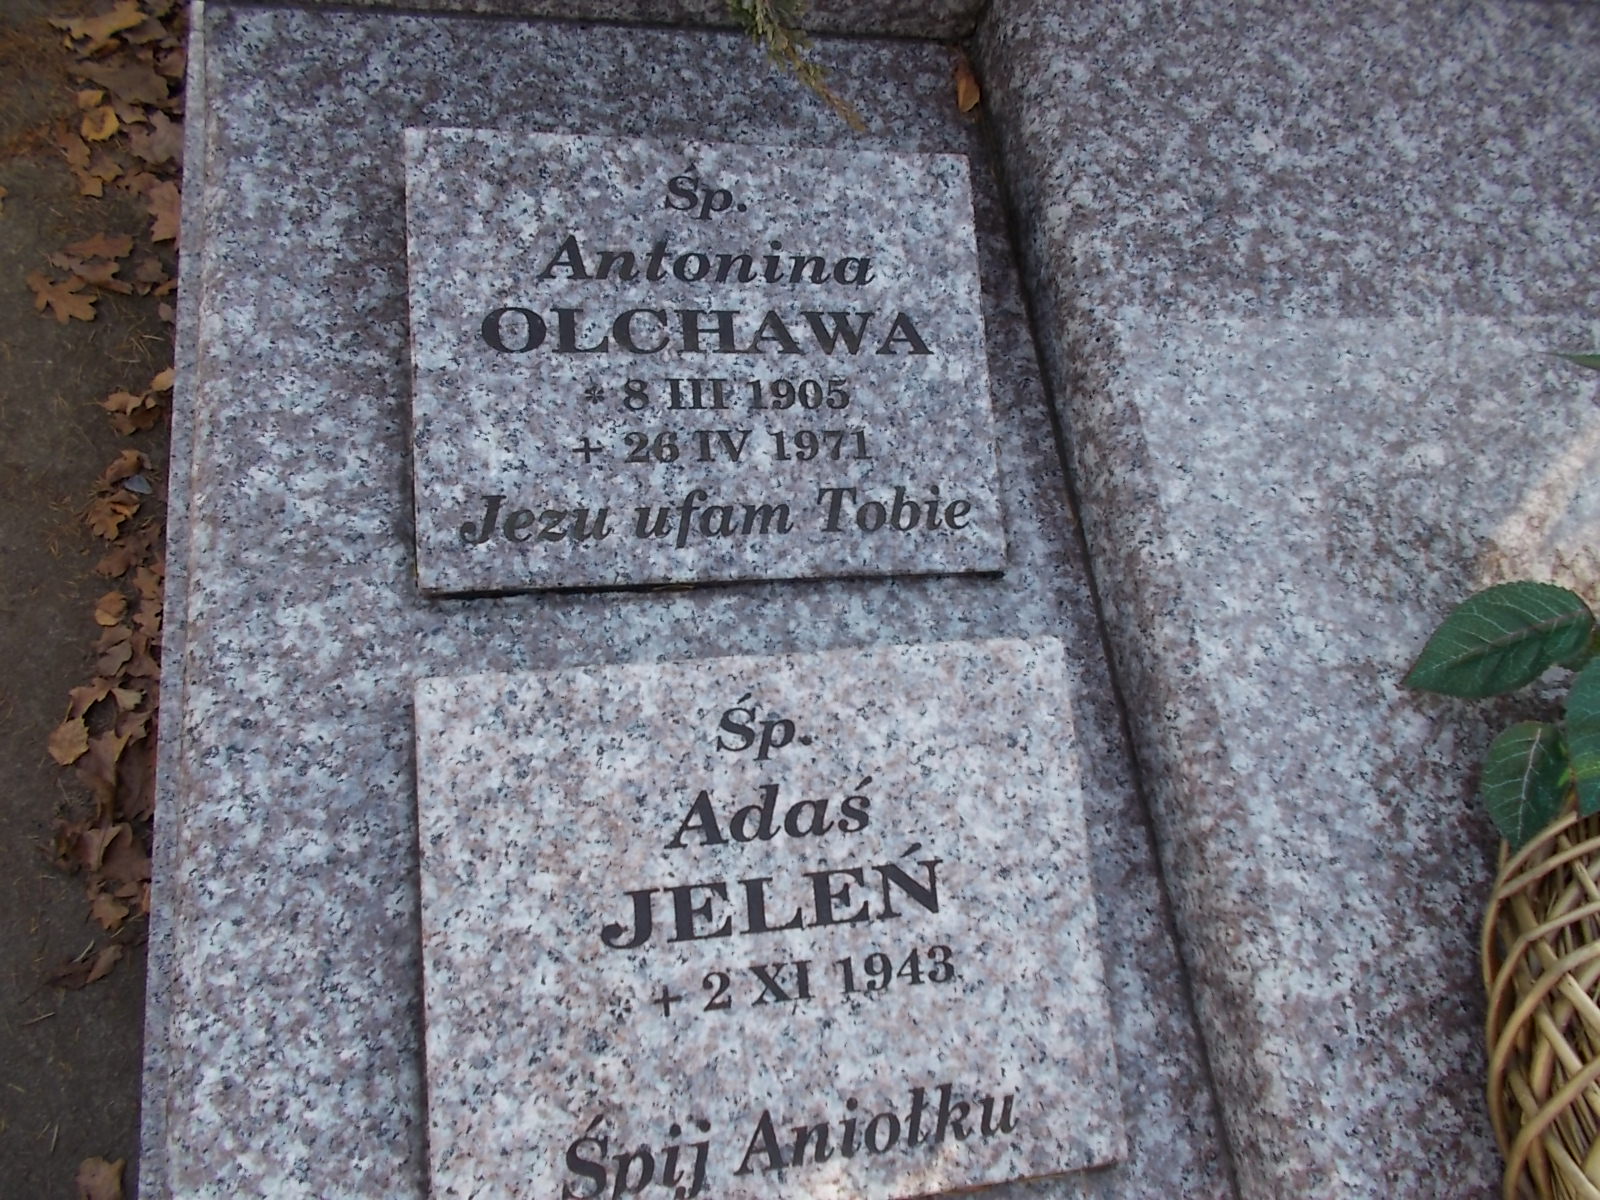 Śp.
Antonina
OLCHAWA
* 8 III 1905
+ 26 IV 1971
Jezu ufam Tobie
Śp.
Adaś
JELEŃ
*+ 2 XI 1943
Śpij Aniołku